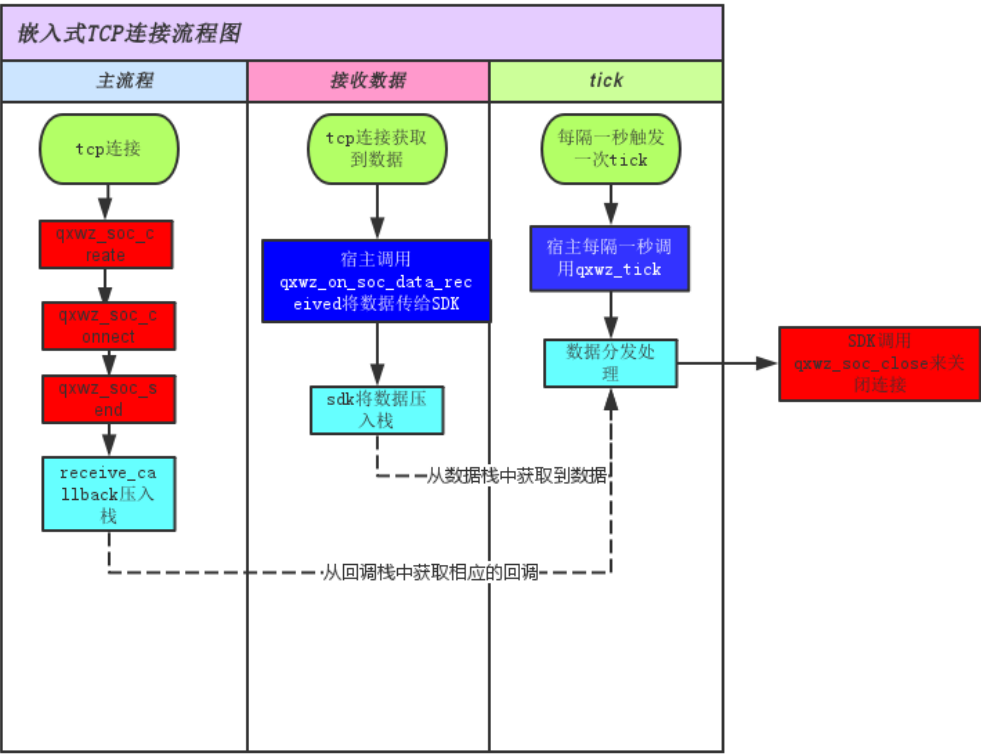 嵌入式TCP连接流程图
主流程
接收数据
tick
tcp连接
qxwz_soc_c
reate
qxwz_soc_c
onnect
qxwz_soc_s
end
receive_ca
llback压入
栈
tcp连接获取
到数据
宿主调用
qxwz_on_soc_data_rec
eived将数据传给SDK
sdk将数据压
入栈
从数据栈中获取到数据
从回调栈中获取相应的回调
每隔一秒触发
一次tick
宿主每隔一秒调
用qxwz_tick
数据分发处
理
SDK调用
qxwz_soc_close来关
闭连接